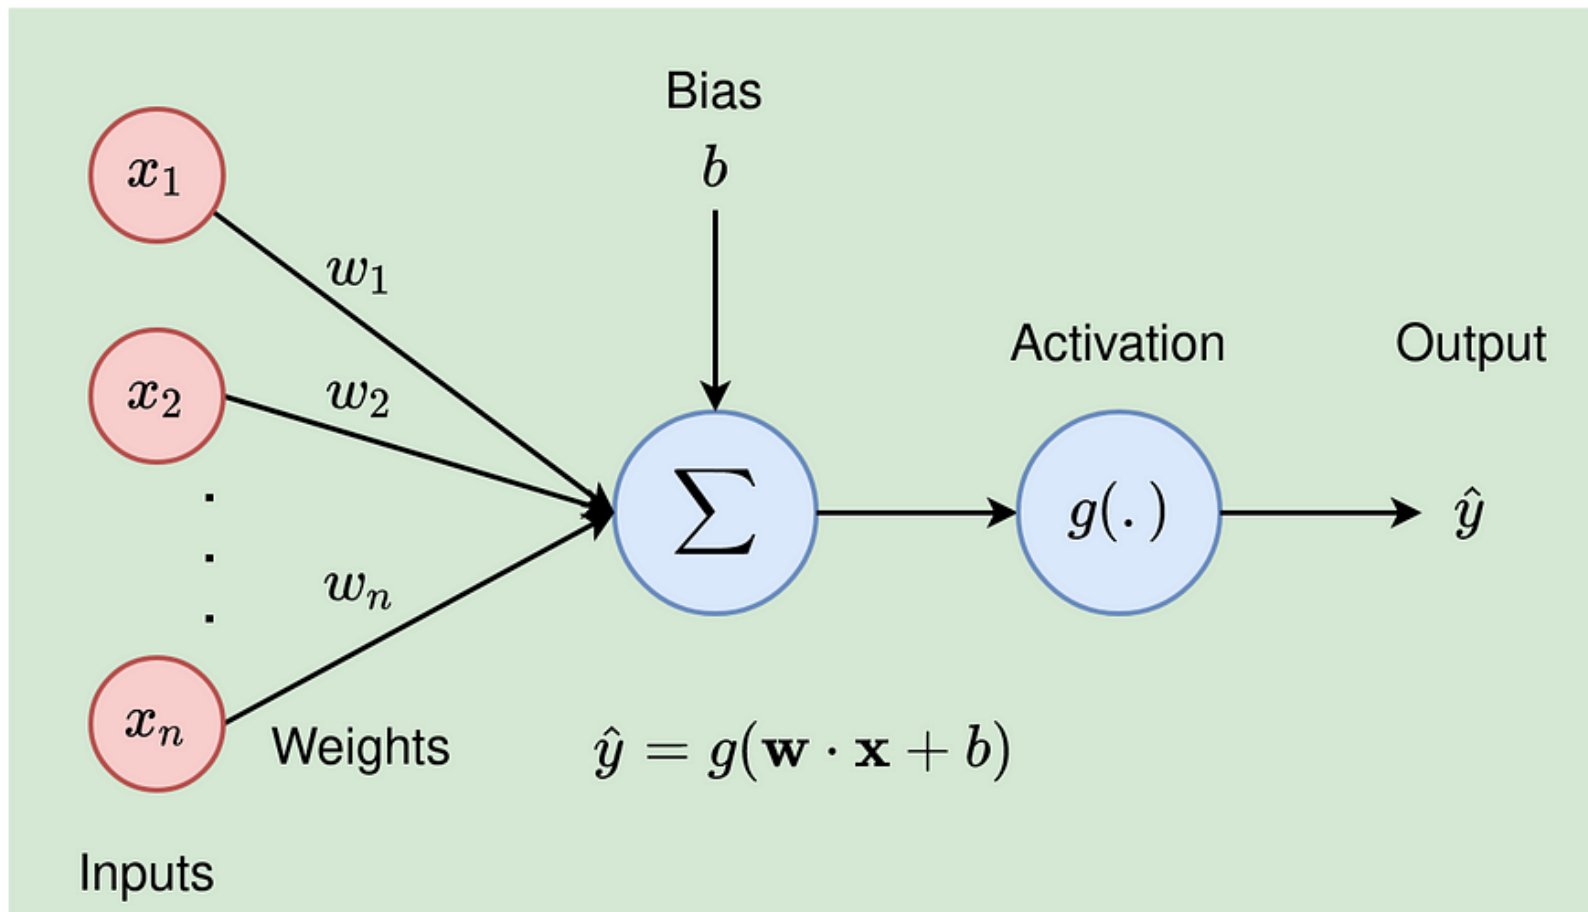 Bias
b
x₁
w₁
Activation
Output
x₂
w₂
∑
g(.)
ŷ
.
.
.
wₙ
xₙ
Weights
ŷ = g(𝐰 · 𝐱 + b)
Inputs